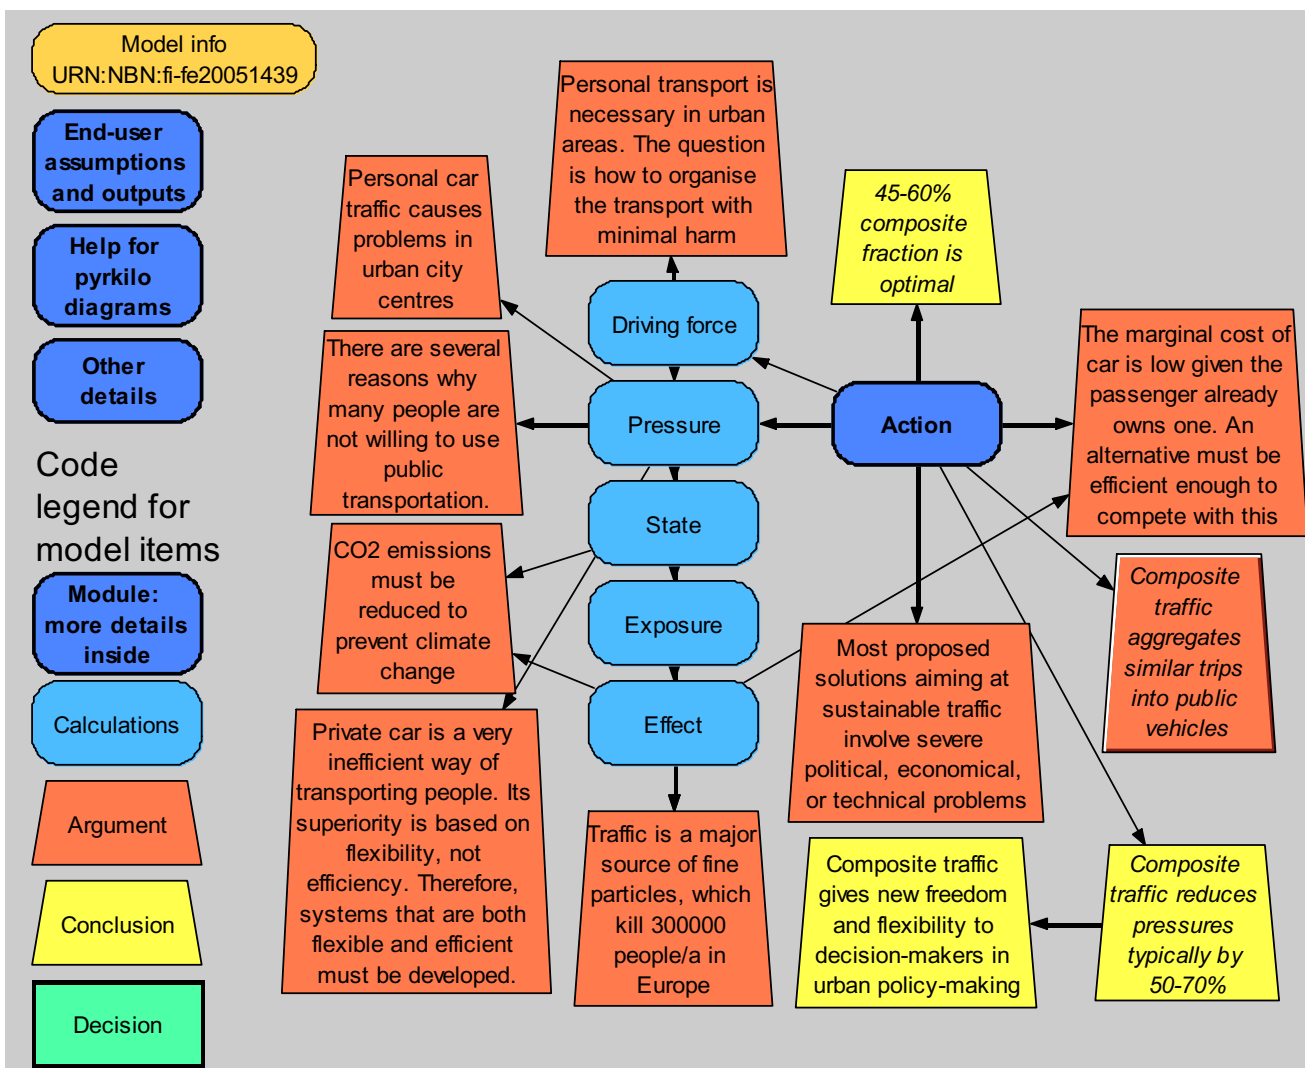 Model info
URN:NBN:fi-fe20051439
End-user
assumptions
and outputs
Help for
pyrkilo
diagrams
Other
details
Code
legend for
model items
Module:
more details
inside
Calculations
Argument
Conclusion
Decision
Personal transport is
necessary in urban
areas. The question
is how to organise
the transport with
minimal harm
Personal car
traffic causes
problems in
urban city
centres
45-60%
composite
fraction is
optimal
Driving force
There are several
reasons why
many people are
not willing to use
public
transportation.
Pressure
Action
The marginal cost of
car is low given the
passenger already
owns one. An
alternative must be
efficient enough to
compete with this
State
CO2 emissions
must be
reduced to
prevent climate
change
Exposure
Composite
traffic
aggregates
similar trips
into public
vehicles
Most proposed
solutions aiming at
sustainable traffic
involve severe
political, economical,
or technical problems
Effect
Private car is a very
inefficient way of
transporting people. Its
superiority is based on
flexibility, not
efficiency. Therefore,
systems that are both
flexible and efficient
must be developed.
Traffic is a major
source of fine
particles, which
kill 300000
people/a in
Europe
Composite traffic
gives new freedom
and flexibility to
decision-makers in
urban policy-making
Composite
traffic reduces
pressures
typically by
50-70%